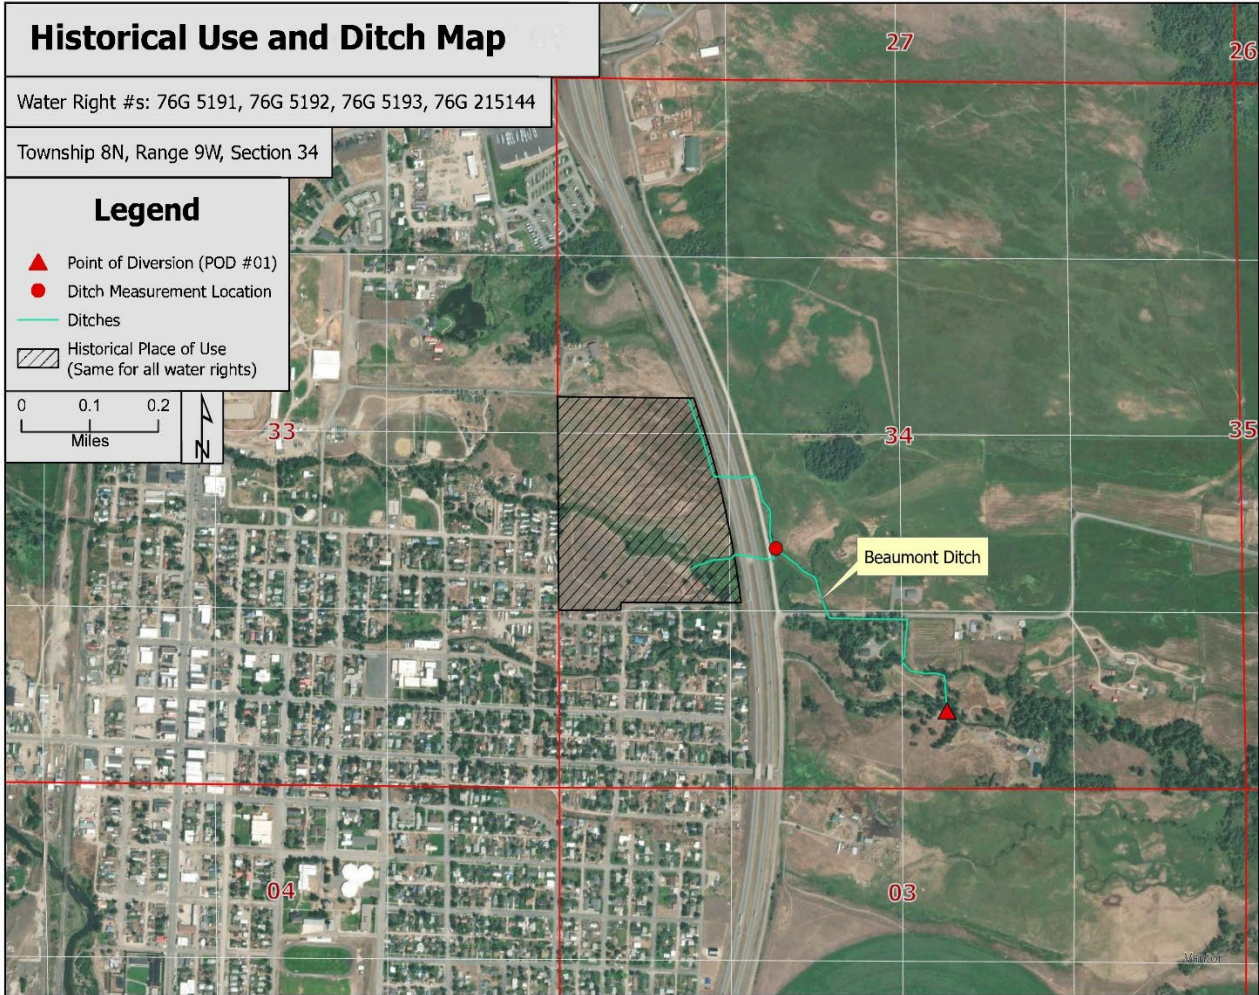 Historical Use and Ditch Map
Water Right #s: 76G 5191, 76G 5192, 76G 5193, 76G 215144
Township 8N, Range 9W, Section 34
Legend
Point of Diversion (POD #01)
Ditch Measurement Location
Ditches
Historical Place of Use
(Same for all water rights)
0 0.1 0.2
Miles
N
27
26
33
34
35
Beaumont Ditch
04
03